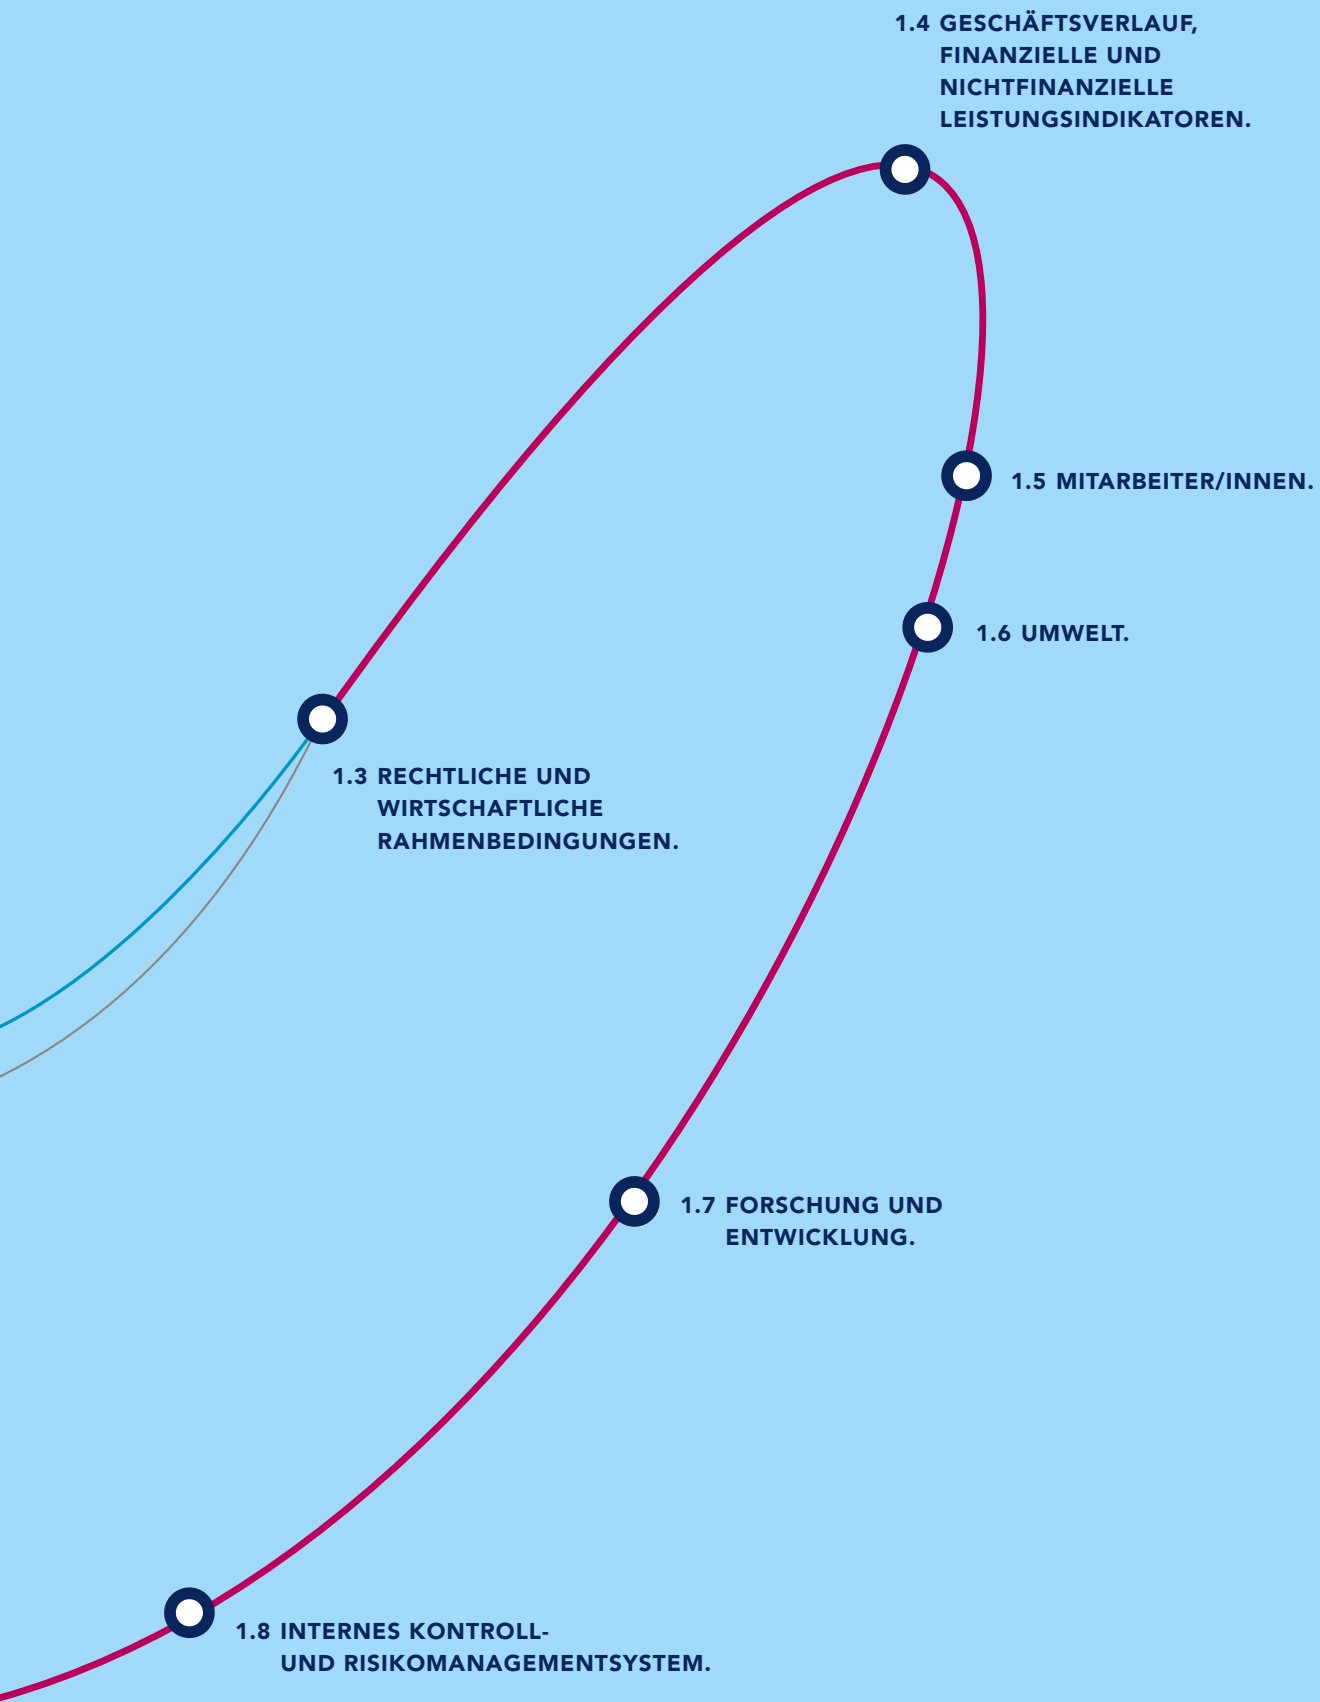 1.4 GESCHÄFTSVERLAUF,
FINANZIELLE UND
NICHTFINANZIELLE
LEISTUNGSINDIKATOREN.
1.5 MITARBEITER/INNEN.
1.6 UMWELT.
1.3 RECHTLICHE UND
WIRTSCHAFTLICHE
RAHMENBEDINGUNGEN.
1.7 FORSCHUNG UND
ENTWICKLUNG.
1.8 INTERNES KONTROLL-
UND RISIKOMANAGEMENTSYSTEM.